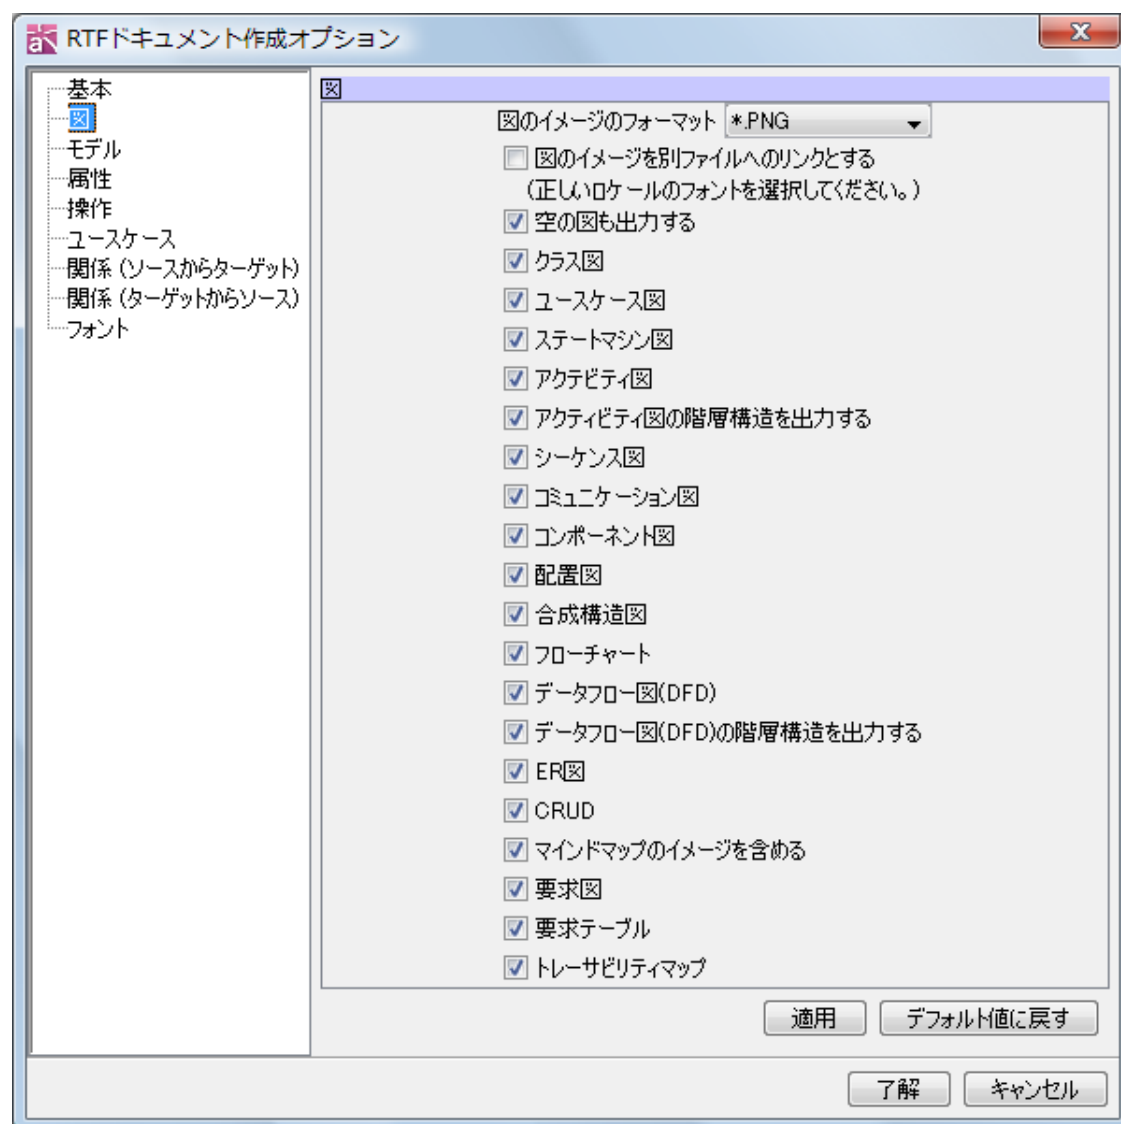 RTFドキュメント作成オプション
基本
図
モデル
属性
操作
ユースケース
関係 (ソースからターゲット)
関係 (ターゲットからソース)
フォント
図
図のイメージのフォーマット *.PNG
図のイメージを別ファイルへのリンクとする
(正しいロケールのフォントを選択してください。)
空の図も出力する
クラス図
ユースケース図
ステートマシン図
アクテビティ図
アクティビティ図の階層構造を出力する
シーケンス図
コミュニケーション図
コンポーネント図
配置図
合成構造図
フローチャート
データフロー図(DFD)
データフロー図(DFD)の階層構造を出力する
ER図
CRUD
マインドマップのイメージを含める
要求図
要求テーブル
トレーサビリティマップ
適用 デフォルト値に戻す
了解 キャンセル